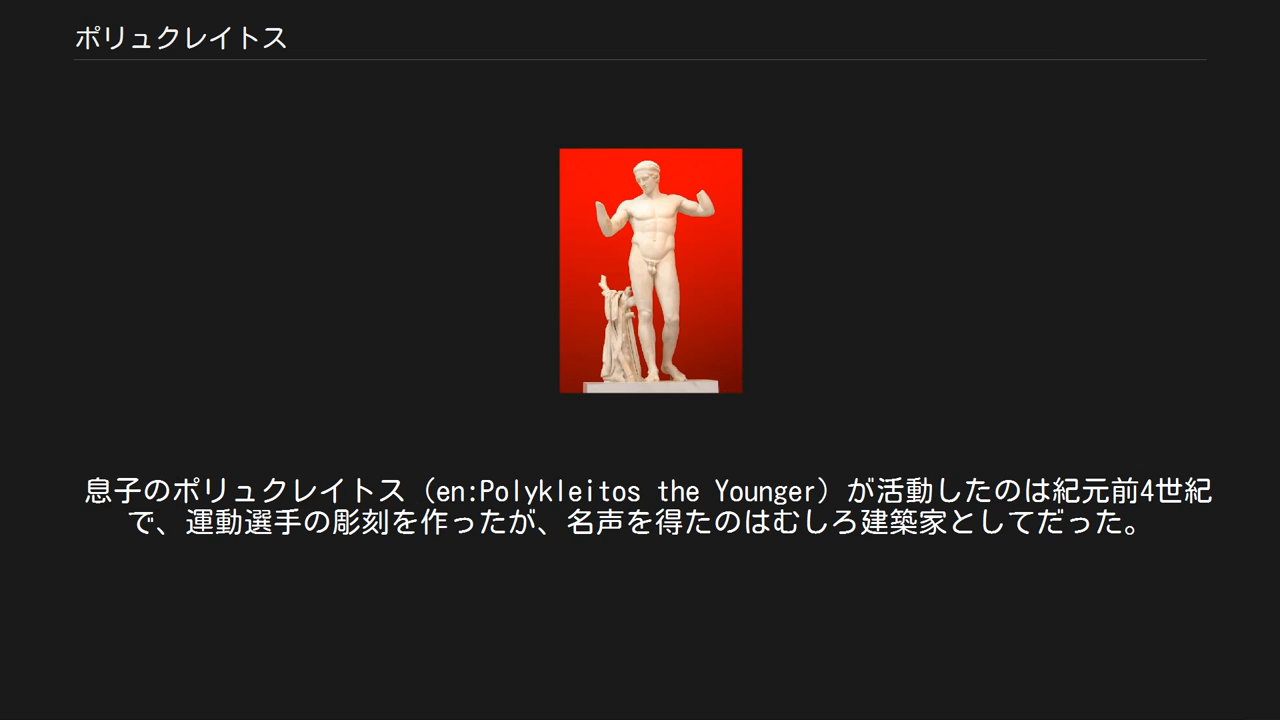 ポリュクレイトス
息子のポリュクレイトス（en:Polykleitos the Younger）が活動したのは紀元前4世紀
で、運動選手の彫刻を作ったが、名声を得たのはむしろ建築家としてだった。